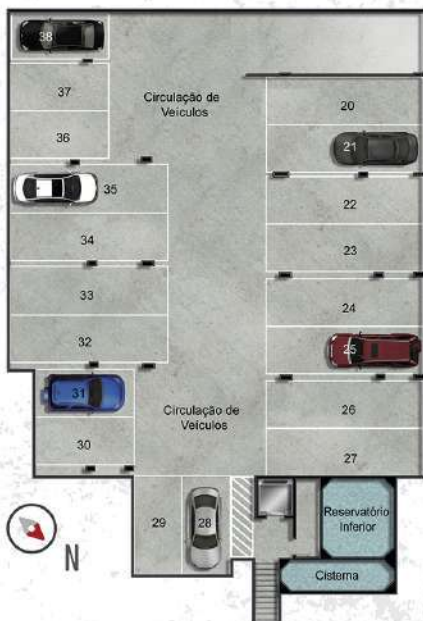 38
37
36
35
34
33
32
31
30
29
28
Circulação de
Veículos
20
21
22
23
24
25
26
27
Circulação de
Veículos
Reservatório
Inferior
Cisterna
N